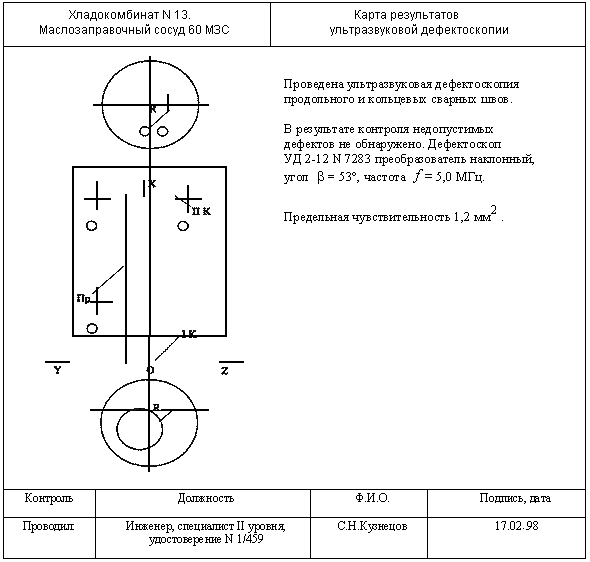 Хладокомбинат N 13.
Маслозаправочный сосуд 60 МЗС
Карта результатов
ультразвуковой дефектоскопии
Проведена ультразвуковая дефектоскопия
продольного и кольцевых сварных швов.
В результате контроля недопустимых
дефектов не обнаружено. Дефектоскоп
УД 2-12 N 7283 преобразователь наклонный,
угол β = 53°, частота f = 5,0 МГц.
Предельная чувствительность 1,2 мм².
R
X
II К
Пр
I К
Y
O
Z
R
Контроль
Должность
Ф.И.О.
Подпись, дата
Проводил:
Инженер, специалист II уровня,
удостоверение N 1/459
С.Н.Кузнецов
17.02.98